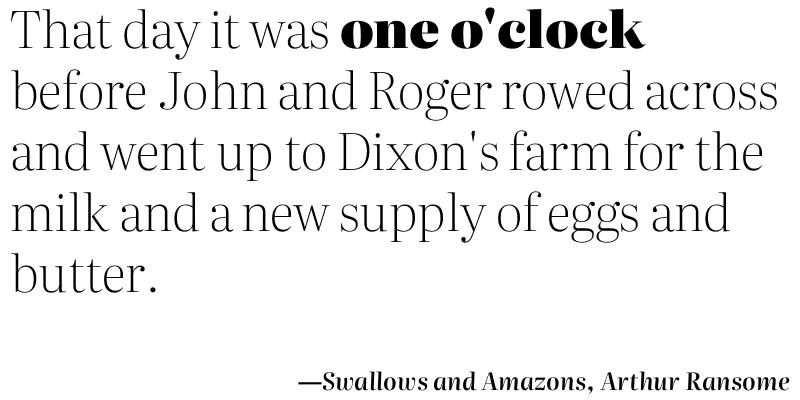 That day it was one o'clock
before John and Roger rowed across
and went up to Dixon's farm for the
milk and a new supply of eggs and
butter.
—Swallows and Amazons, Arthur Ransome